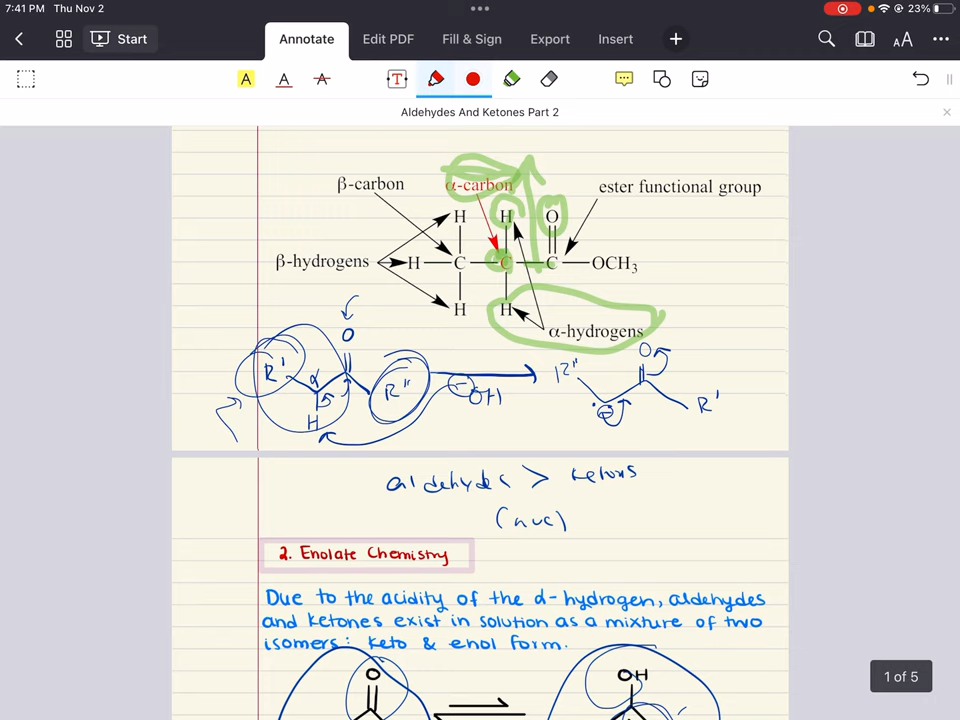 7:41 PM Thu Nov 2
23%
Start
Annotate
Edit PDF
Fill & Sign
Export
Insert
AA
A A A T
Aldehydes And Ketones Part 2
β-carbon α-carbon ester functional group
H H O
β-hydrogens H C C C OCH3
H H
α-hydrogens
O O
R' α R" ⊖OH R" ⊖ R'
H
aldehydes > ketons
(nuc)
2. Enolate Chemistry
Due to the acidity of the α-hydrogen, aldehydes
and ketones exist in solution as a mixture of two
isomers: keto & enol form.
O OH
1 of 5